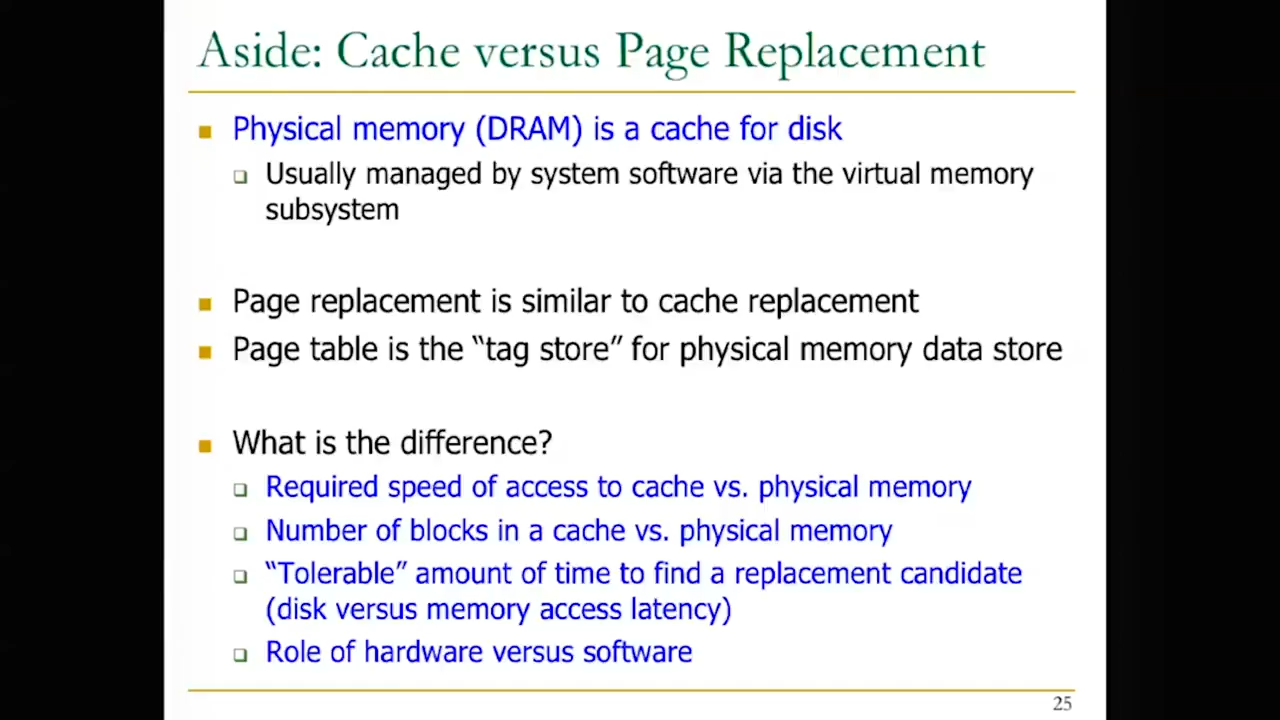 Aside: Cache versus Page Replacement
Physical memory (DRAM) is a cache for disk
Usually managed by system software via the virtual memory
subsystem
Page replacement is similar to cache replacement
Page table is the “tag store” for physical memory data store
What is the difference?
Required speed of access to cache vs. physical memory
Number of blocks in a cache vs. physical memory
“Tolerable” amount of time to find a replacement candidate
(disk versus memory access latency)
Role of hardware versus software
25